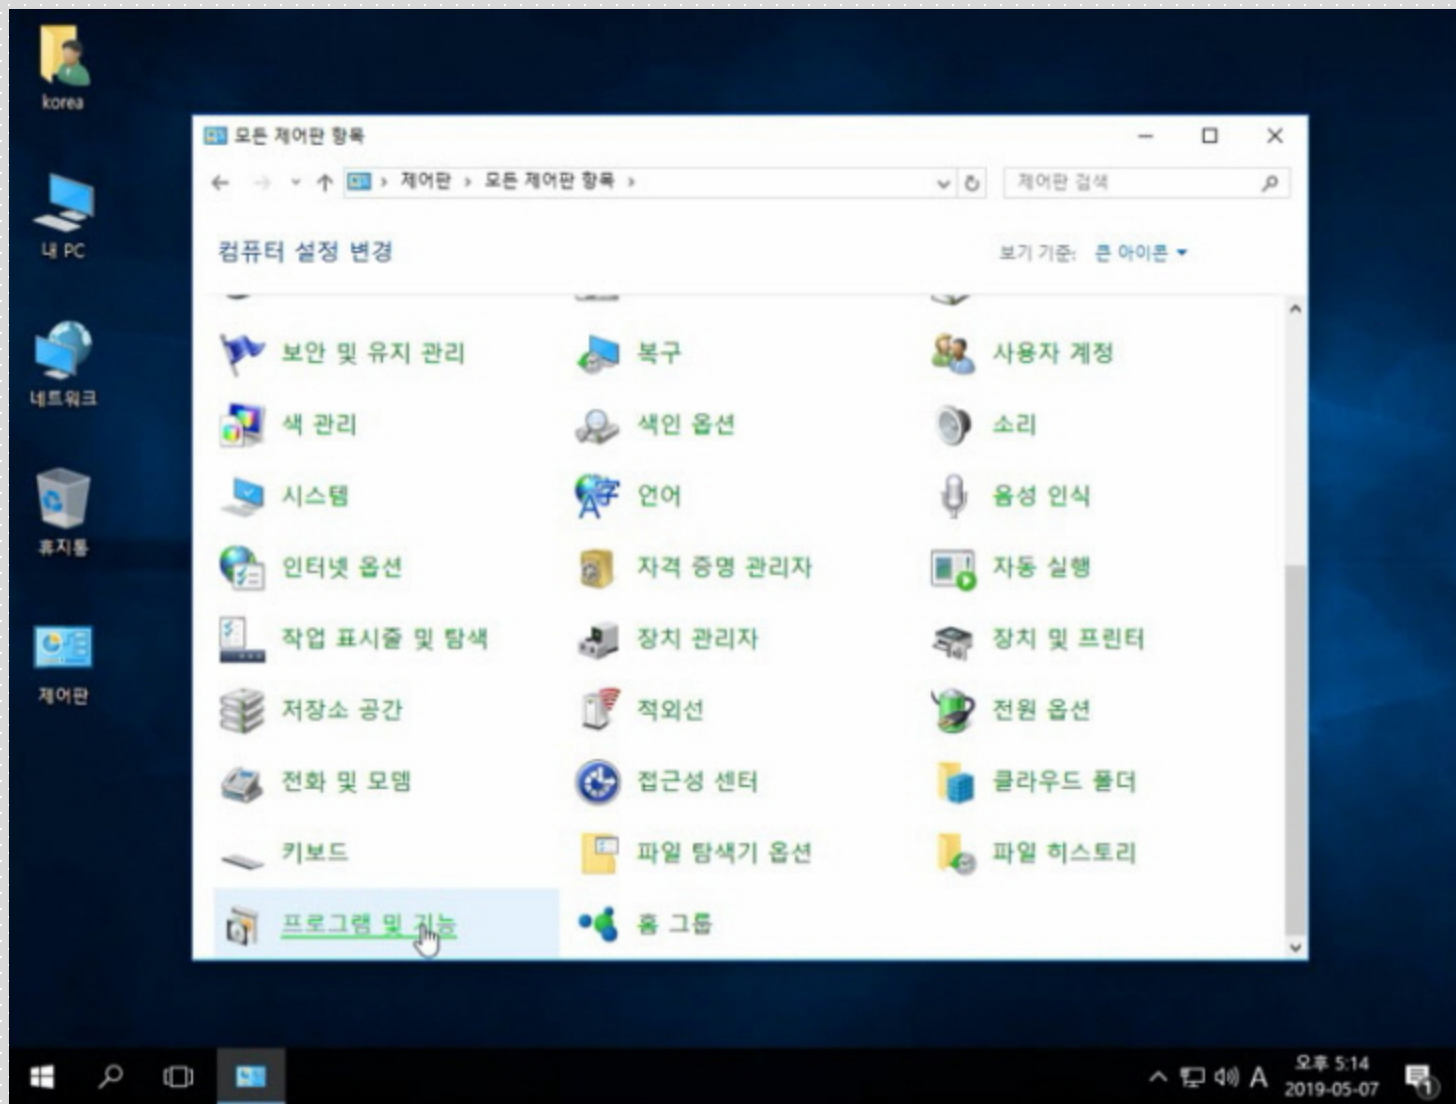 korea
내 PC
네트워크
휴지통
제어판
모든 제어판 항목
제어판 › 모든 제어판 항목 ›
제어판 검색
컴퓨터 설정 변경
보기 기준: 큰 아이콘
보안 및 유지 관리
복구
사용자 계정
색 관리
색인 옵션
소리
시스템
언어
음성 인식
인터넷 옵션
자격 증명 관리자
자동 실행
작업 표시줄 및 탐색
장치 관리자
장치 및 프린터
저장소 공간
적외선
전원 옵션
전화 및 모뎀
접근성 센터
클라우드 폴더
키보드
파일 탐색기 옵션
파일 히스토리
프로그램 및 기능
홈 그룹
A
오후 5:14
2019-05-07
1